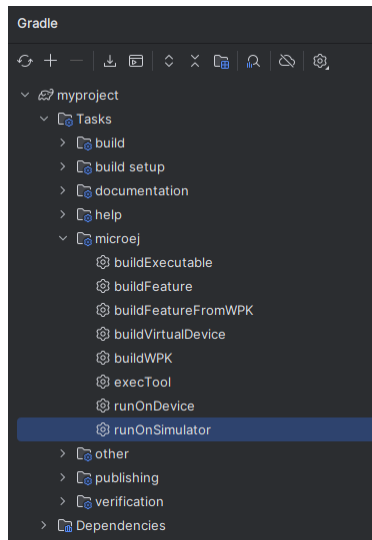 Gradle
myproject
Tasks
build
build setup
documentation
help
microej
buildExecutable
buildFeature
buildFeatureFromWPK
buildVirtualDevice
buildWPK
execTool
runOnDevice
runOnSimulator
other
publishing
verification
Dependencies